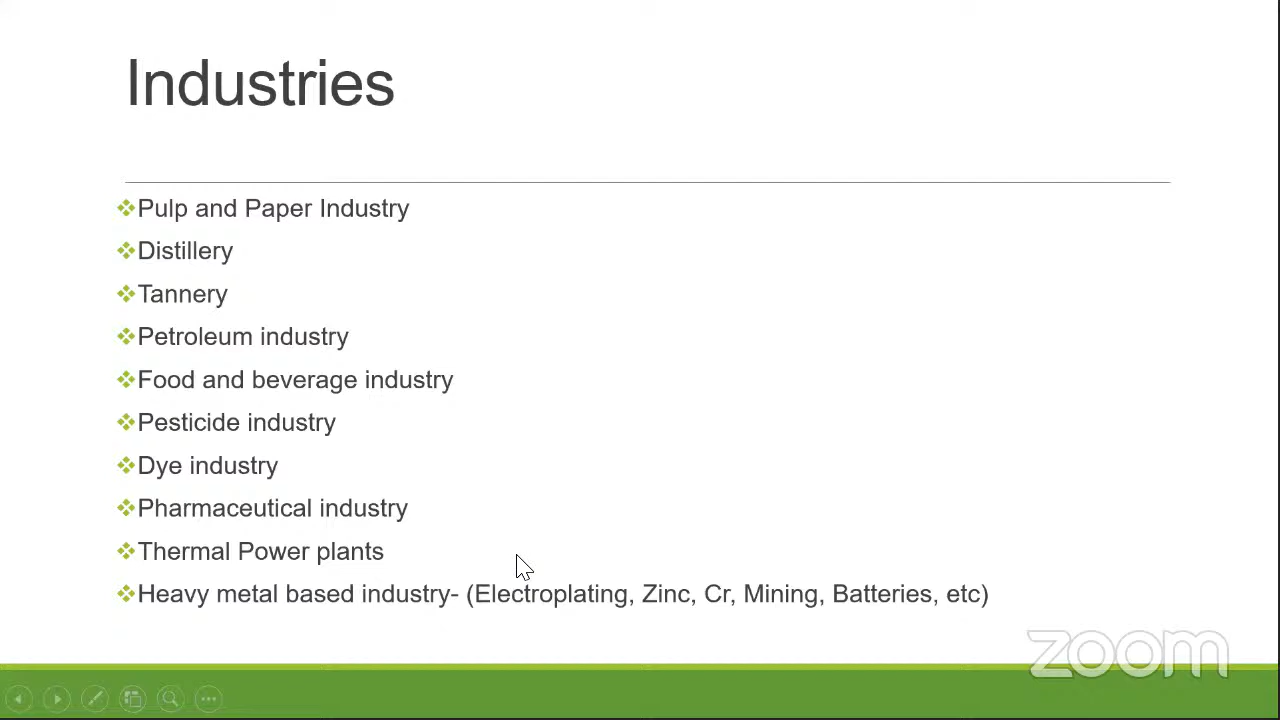 Industries
Pulp and Paper Industry
Distillery
Tannery
Petroleum industry
Food and beverage industry
Pesticide industry
Dye industry
Pharmaceutical industry
Thermal Power plants
Heavy metal based industry- (Electroplating, Zinc, Cr, Mining, Batteries, etc)
zoom